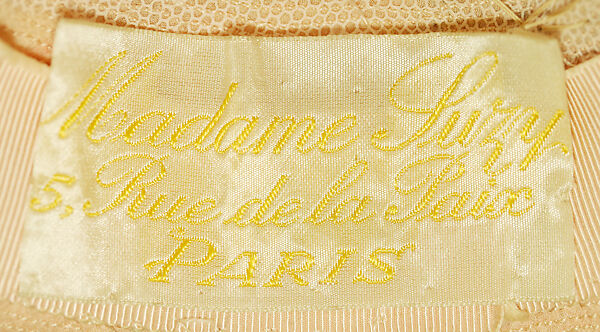 Madame Suzy,
5, Rue de la Paix
PARIS